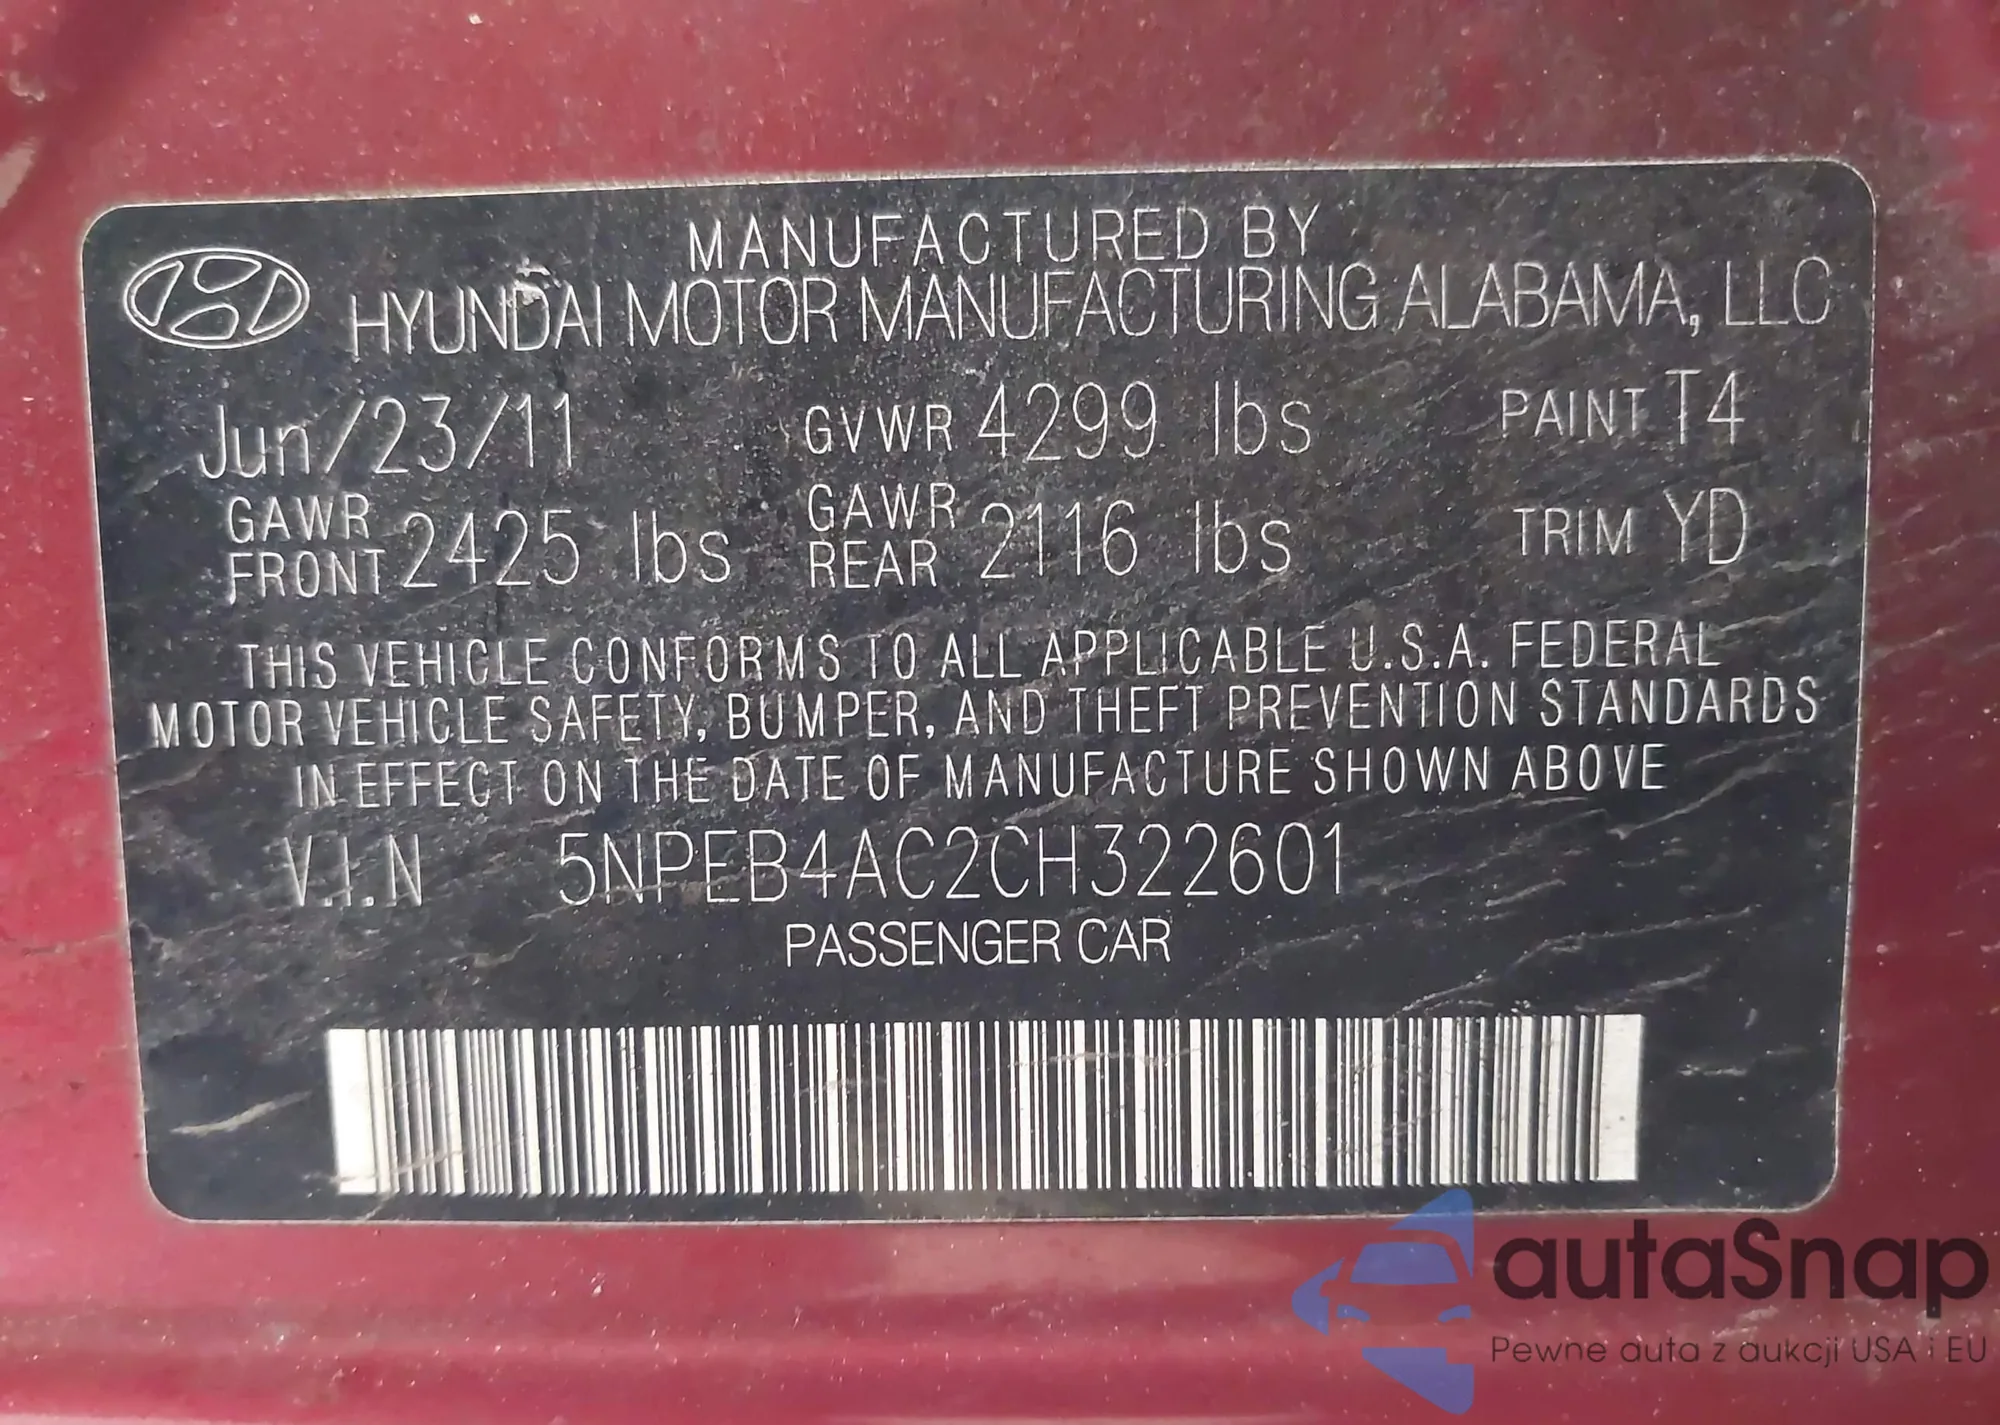 MANUFACTURED BY
HYUNDAI MOTOR MANUFACTURING ALABAMA, LLC
Jun/23/11 GVWR 4299 lbs PAINT T4
GAWR FRONT 2425 lbs GAWR REAR 2116 lbs TRIM YD
THIS VEHICLE CONFORMS TO ALL APPLICABLE U.S.A. FEDERAL
MOTOR VEHICLE SAFETY, BUMPER, AND THEFT PREVENTION STANDARDS
IN EFFECT ON THE DATE OF MANUFACTURE SHOWN ABOVE
V.I.N 5NPEB4AC2CH322601
PASSENGER CAR
autaSnap
Pewne auta z aukcji USA i EU